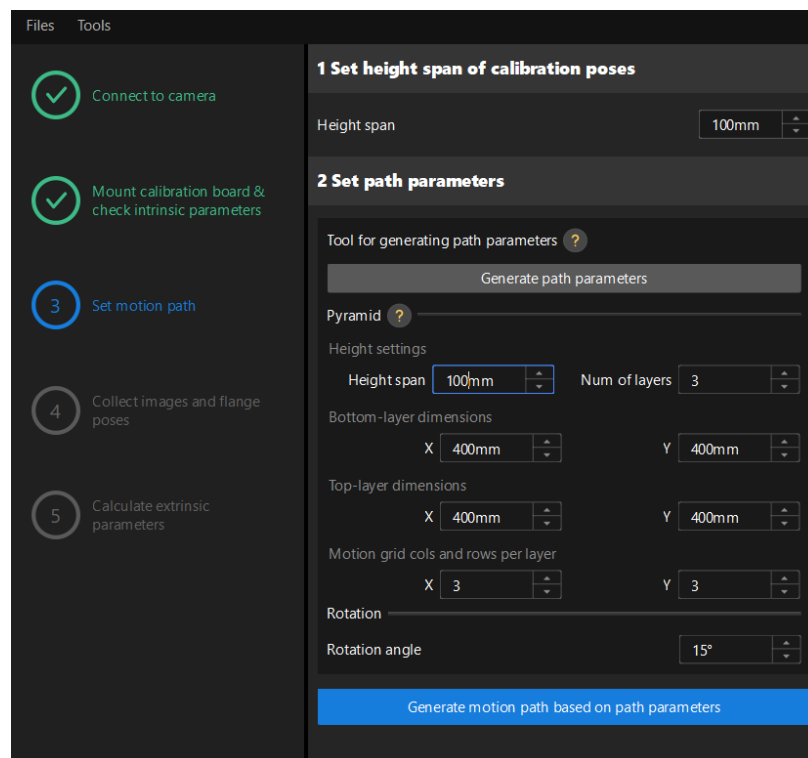 Files Tools
Connect to camera
Mount calibration board &
check intrinsic parameters
3
Set motion path
4
Collect images and flange
poses
5
Calculate extrinsic
parameters
1 Set height span of calibration poses
Height span 100mm
2 Set path parameters
Tool for generating path parameters ?
Generate path parameters
Pyramid ?
Height settings
Height span 100mm Num of layers 3
Bottom-layer dimensions
X 400mm Y 400mm
Top-layer dimensions
X 400mm Y 400mm
Motion grid cols and rows per layer
X 3 Y 3
Rotation
Rotation angle 15°
Generate motion path based on path parameters